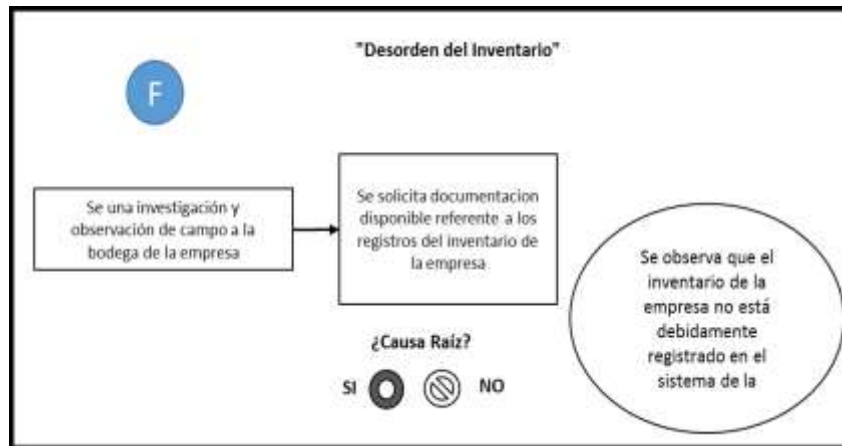 "Desorden del Inventario"
F
Se una investigación y
observación de campo a la
bodega de la empresa
Se solicita documentacion
disponible referente a los
registros del inventario de
la empresa
Se observa que el
inventario de la
empresa no está
debidamente
registrado en el
sistema de la
¿Causa Raíz?
SI NO